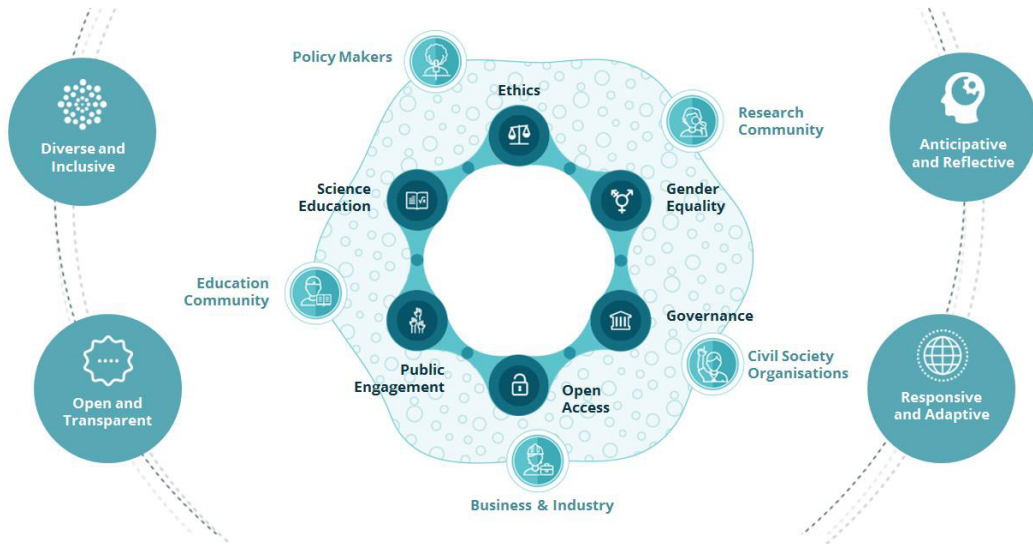 Policy Makers
Ethics
Research
Community
Diverse and
Inclusive
Anticipative
and Reflective
Science
Education
Gender
Equality
Education
Community
Governance
Civil Society
Organisations
Public
Engagement
Open
Access
Open and
Transparent
Responsive
and Adaptive
Business & Industry